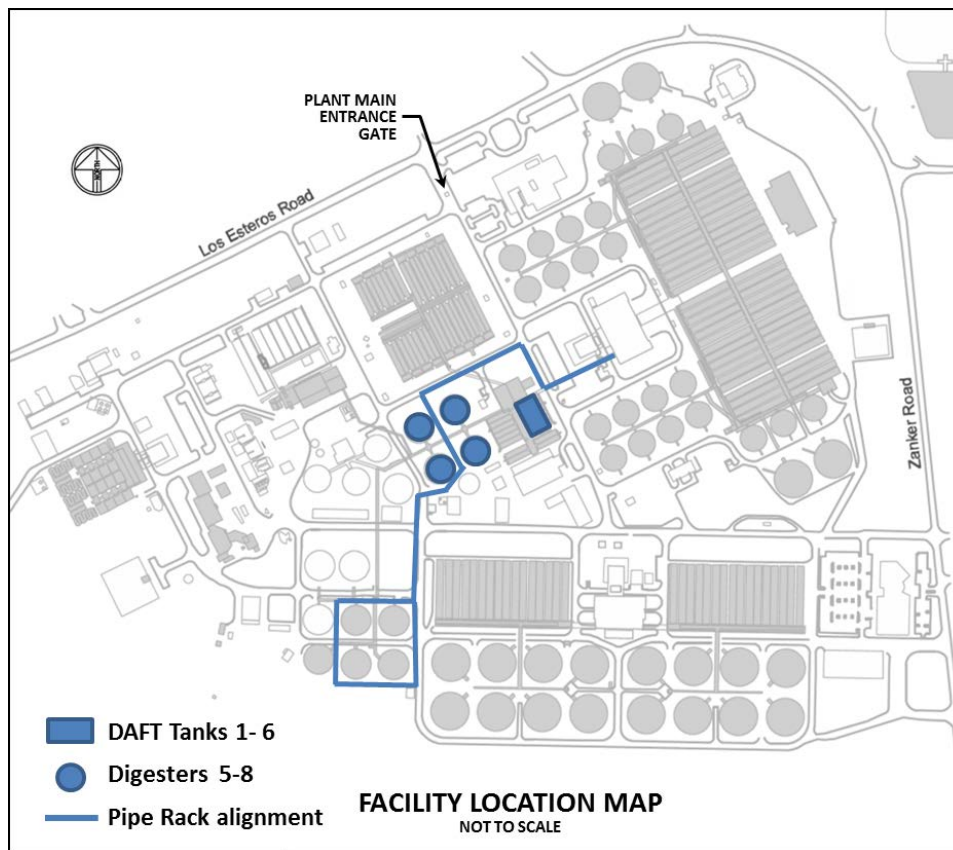 PLANT MAIN
ENTRANCE
GATE
Los Esteros Road
Zanker Road
DAFT Tanks 1- 6
Digesters 5-8
Pipe Rack alignment
FACILITY LOCATION MAP
NOT TO SCALE